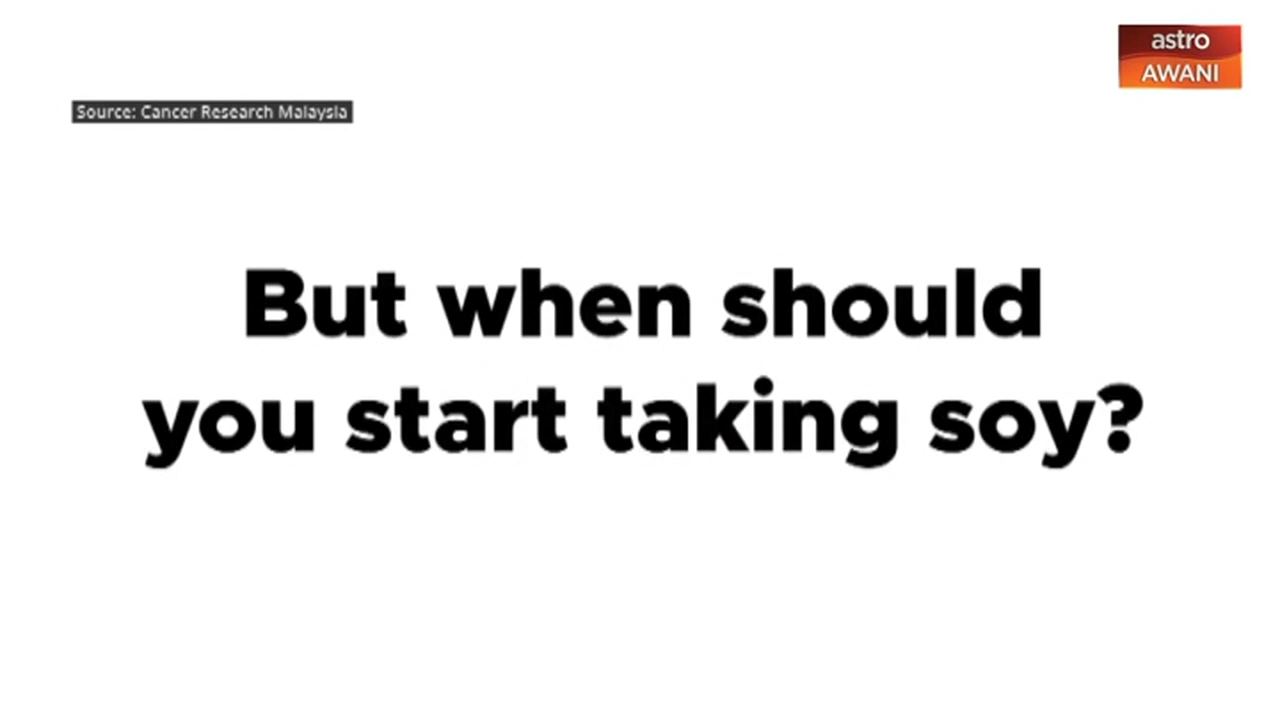 astro
AWANI
Source: Cancer Research Malaysia
But when should
you start taking soy?